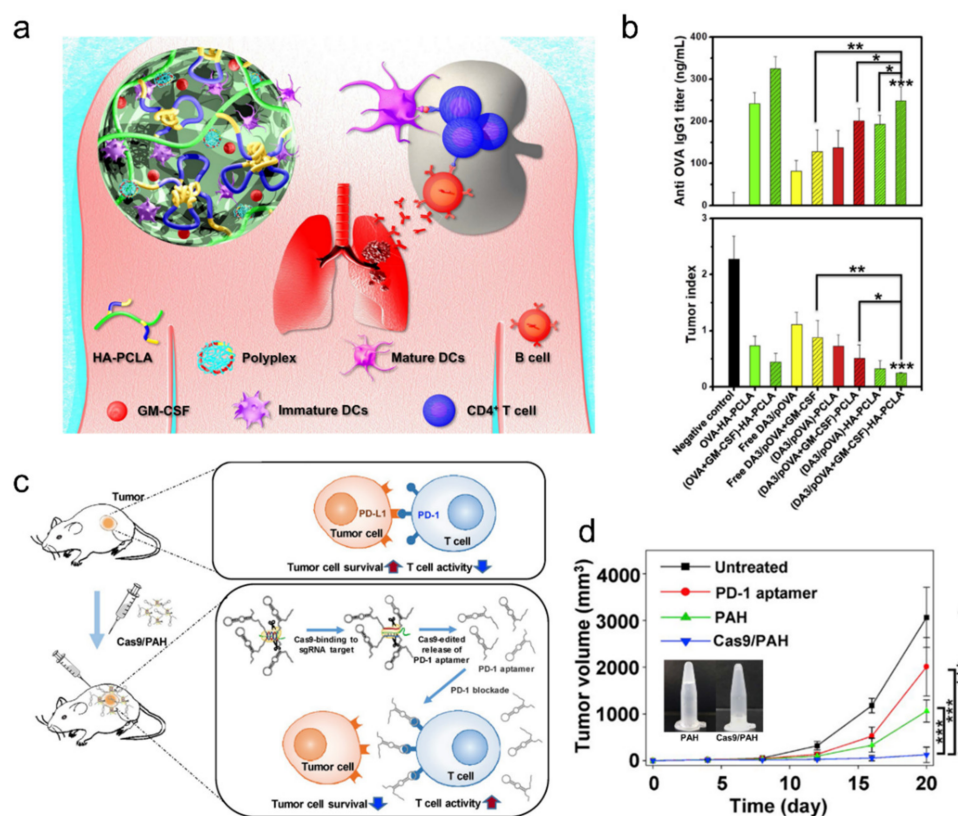 a
HA-PCLA
Polyplex
Mature DCs
B cell
GM-CSF
Immature DCs
CD4+ T cell
b
Anti OVA IgG1 titer (ng/mL)
400
300
200
100
0
**
*
*
***
Tumor index
3
2
1
0
**
*
***
Negative control
OVA-HA-PCLA
(OVA+GM-CSF)-HA-PCLA
Free DA3/pOVA
Free DA3/pOVA+GM-CSF
(DA3/pOVA)-PCLA
(DA3/pOVA+GM-CSF)-PCLA
(DA3/pOVA)-HA-PCLA
(DA3/pOVA+GM-CSF)-HA-PCLA
c
Tumor
Cas9/PAH
PD-L1
PD-1
Tumor cell
T cell
Tumor cell survival
T cell activity
Cas9-binding to
sgRNA target
Cas9-edited
release of
PD-1 aptamer
PD-1 aptamer
PD-1 blockade
Tumor cell
T cell
Tumor cell survival
T cell activity
d
Tumor volume (mm³)
4000
3000
2000
1000
0
Untreated
PD-1 aptamer
PAH
Cas9/PAH
PAH
Cas9/PAH
***
***
0
5
10
15
20
Time (day)